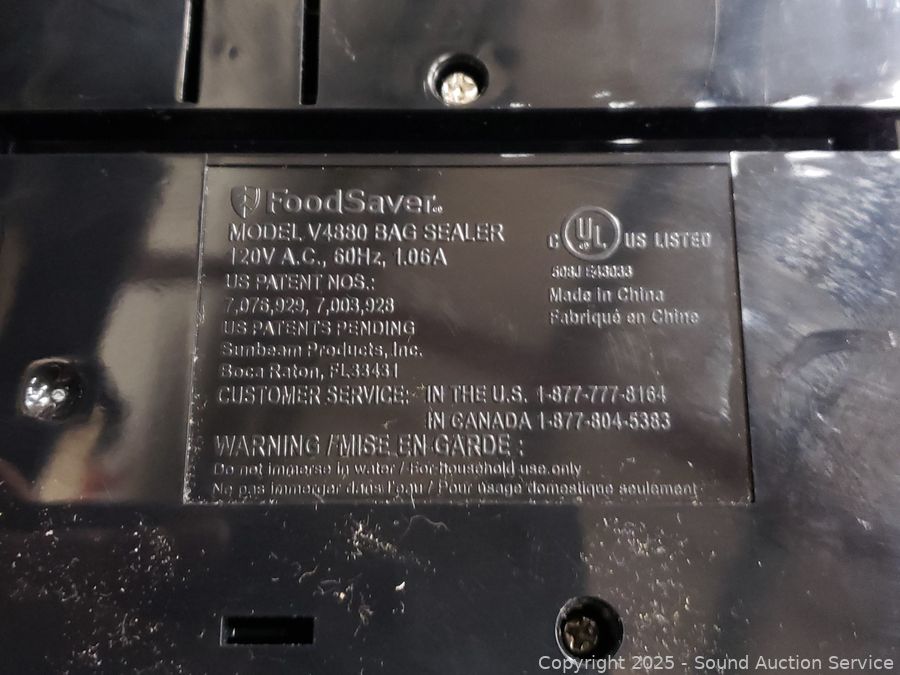 FoodSaver®
MODEL V4880 BAG SEALER
120V A.C., 60Hz, 1.06A
US PATENT NOS.:
7,076,929, 7,003,928
US PATENTS PENDING
Sunbeam Products, Inc.
Boca Raton, FL33431
CUSTOMER SERVICE: IN THE U.S. 1-877-777-8164
IN CANADA 1-877-804-5383
WARNING / MISE EN GARDE :
Do not immerse in water / For household use only
Ne pas immerger dans l'eau / Pour usage domestique seulement
C UL US LISTED
508J E43033
Made in China
Fabriqué en Chine
Copyright 2025 - Sound Auction Service